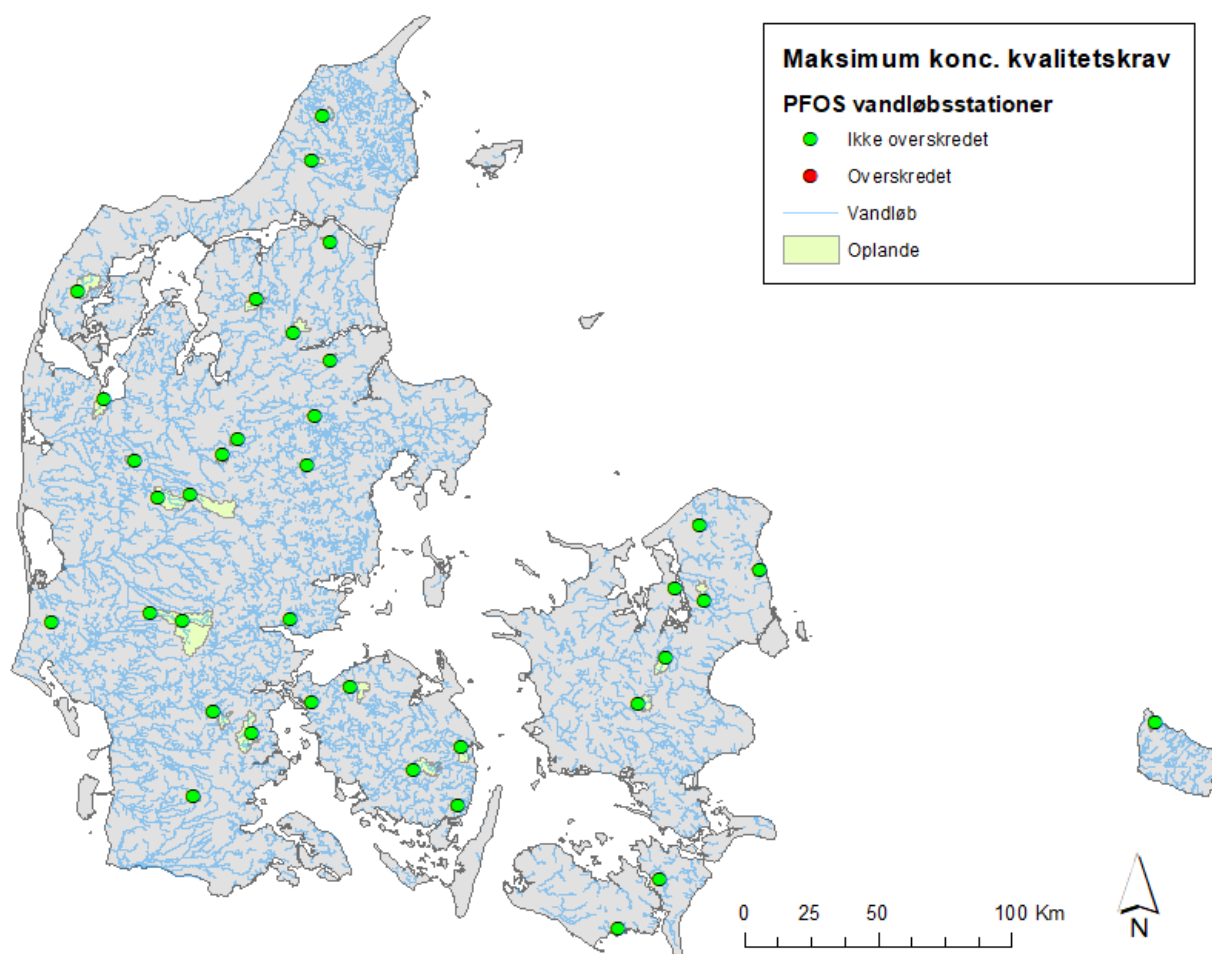 Maksimum konc. kvalitetskrav
PFOS vandløbsstationer
Ikke overskredet
Overskredet
Vandløb
Oplande
0 25 50 100 Km
N